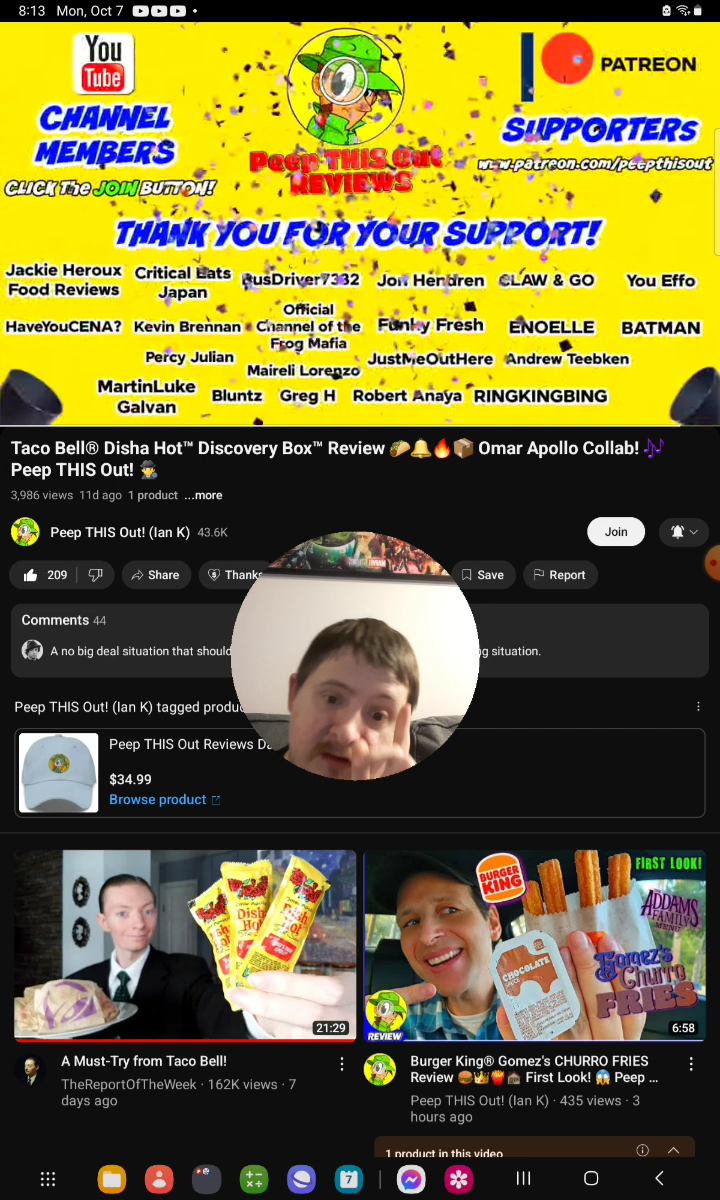 8:13 Mon, Oct 7
You
Tube
CHANNEL
MEMBERS
CLICK The JOIN BUTTON!
Peep THIS Out
REVIEWS
PATREON
SUPPORTERS
www.patreon.com/peepthisout
THANK YOU FOR YOUR SUPPORT!
Jackie Heroux
Food Reviews
Critical Eats
Japan
BusDriver7332
Jon Hendren
CLAW & GO
You Effo
HaveYouCENA?
Kevin Brennan
Official
Channel of the
Frog Mafia
Funky Fresh
ENOELLE
BATMAN
Percy Julian
Maireli Lorenzo
JustMeOutHere
Andrew Teebken
MartinLuke
Galvan
Bluntz
Greg H
Robert Anaya
RINGKINGBING
Taco Bell® Disha Hot™ Discovery Box™ Review 🌮🔔🔥📦 Omar Apollo Collab! 🎶
Peep THIS Out! 🕵️
3,986 views 11d ago 1 product ...more
Peep THIS Out! (Ian K) 43.6K
Join
209
Share
Thanks
Save
Report
Comments 44
A no big deal situation that should
situation.
Peep THIS Out! (Ian K) tagged
Peep THIS Out Reviews
$34.99
Browse product
Disha
Hot
21:29
A Must-Try from Taco Bell!
TheReportOfTheWeek · 162K views · 7
days ago
BURGER
KING
FIRST LOOK!
ADDAMS
FAMILY
MENU
CHOCOLATE
SAUCE
Gomez's
Churro
FRIES
REVIEW
6:58
Burger King® Gomez's CHURRO FRIES
Review 🍔👑🍟🏚️ First Look! 😱 Peep ...
Peep THIS Out! (Ian K) · 435 views · 3
hours ago
1 product in this video
7